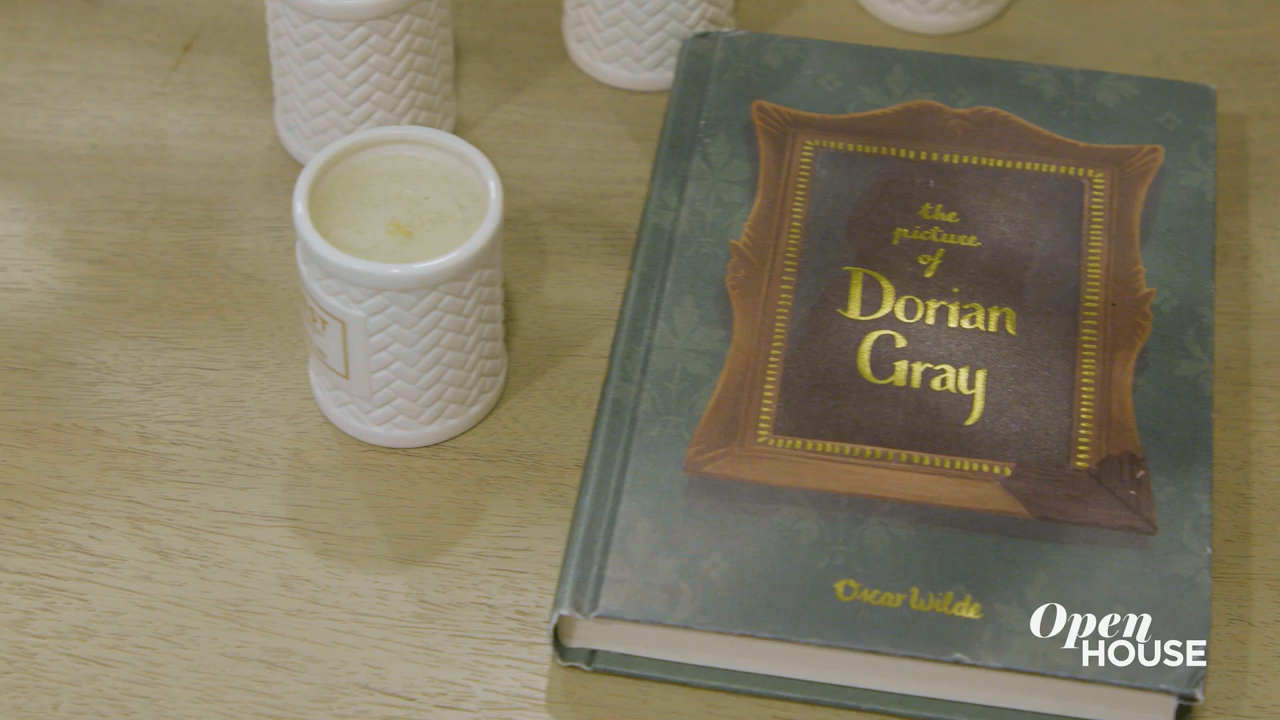 the
picture
of
Dorian
Gray
Oscar Wilde
Open
HOUSE